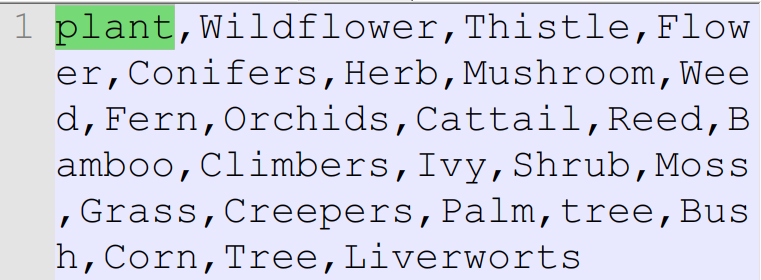 1 plant,Wildflower,Thistle,Flow
er,Conifers,Herb,Mushroom,Wee
d,Fern,Orchids,Cattail,Reed,B
amboo,Climbers,Ivy,Shrub,Moss
,Grass,Creepers,Palm,tree,Bus
h,Corn,Tree,Liverworts